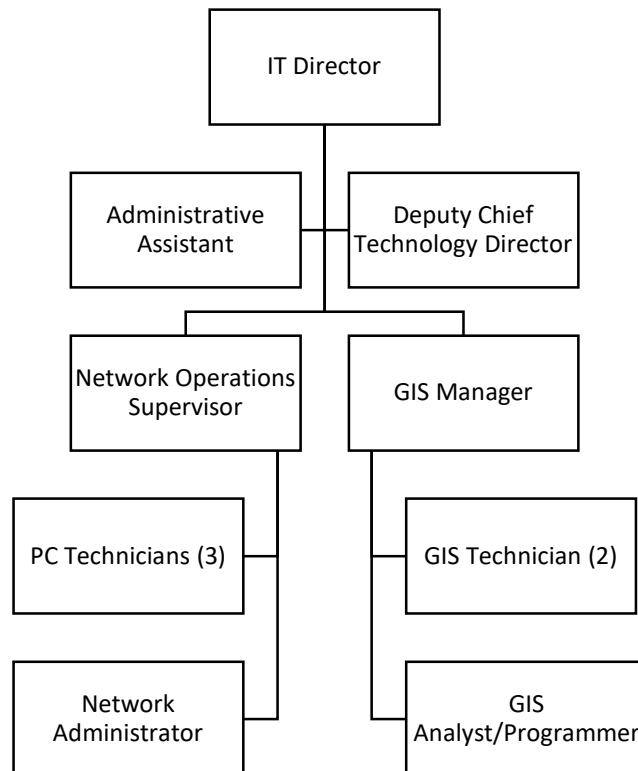 IT Director
Administrative
Assistant
Deputy Chief
Technology Director
Network Operations
Supervisor
GIS Manager
PC Technicians (3)
GIS Technician (2)
Network
Administrator
GIS
Analyst/Programmer